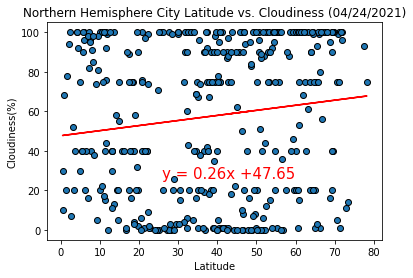 Northern Hemisphere City Latitude vs. Cloudiness (04/24/2021)
100
80
60
40
20
0
Cloudiness(%)
y = 0.26x +47.65
0 10 20 30 40 50 60 70 80
Latitude